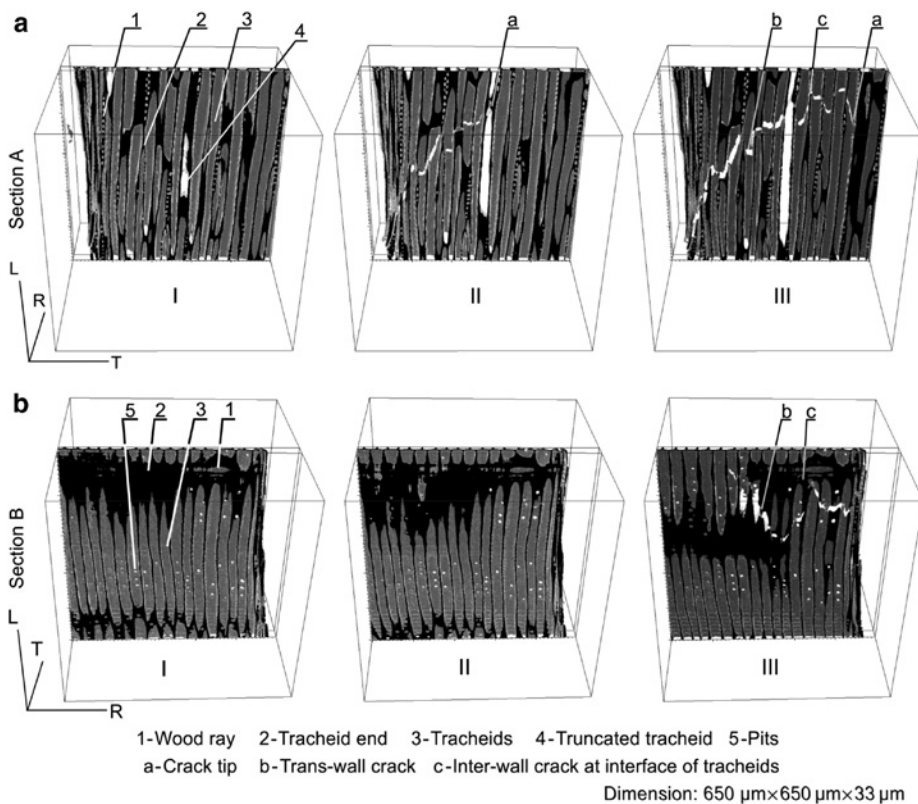 a
1 2 3 4 a b c a
Section A
L
R
T
I II III
b
5 2 3 1 b c
Section B
L
T
R
I II III
1-Wood ray 2-Tracheid end 3-Tracheids 4-Truncated tracheid 5-Pits
a-Crack tip b-Trans-wall crack c-Inter-wall crack at interface of tracheids
Dimension: 650 µm×650 µm×33 µm